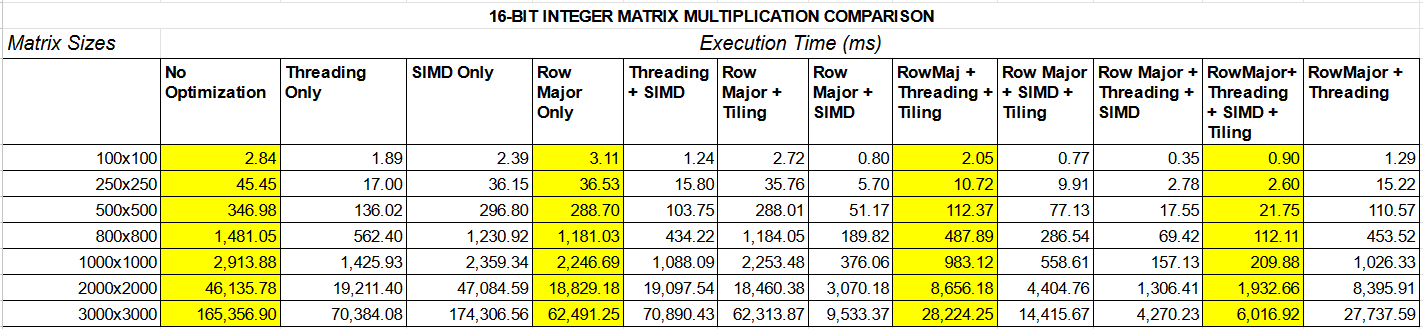 16-BIT INTEGER MATRIX MULTIPLICATION COMPARISON
Matrix Sizes Execution Time (ms)
No Optimization Threading Only SIMD Only Row Major Only Threading + SIMD Row Major + Tiling Row Major + SIMD RowMaj + Threading + Tiling Row Major + SIMD + Tiling Row Major + Threading + SIMD RowMajor+ Threading + SIMD + Tiling RowMajor + Threading
100x100 2.84 1.89 2.39 3.11 1.24 2.72 0.80 2.05 0.77 0.35 0.90 1.29
250x250 45.45 17.00 36.15 36.53 15.80 35.76 5.70 10.72 9.91 2.78 2.60 15.22
500x500 346.98 136.02 296.80 288.70 103.75 288.01 51.17 112.37 77.13 17.55 21.75 110.57
800x800 1,481.05 562.40 1,230.92 1,181.03 434.22 1,184.05 189.82 487.89 286.54 69.42 112.11 453.52
1000x1000 2,913.88 1,425.93 2,359.34 2,246.69 1,088.09 2,253.48 376.06 983.12 558.61 157.13 209.88 1,026.33
2000x2000 46,135.78 19,211.40 47,084.59 18,829.18 19,097.54 18,460.38 3,070.18 8,656.18 4,404.76 1,306.41 1,932.66 8,395.91
3000x3000 165,356.90 70,384.08 174,306.56 62,491.25 70,890.43 62,313.87 9,533.37 28,224.25 14,415.67 4,270.23 6,016.92 27,737.59